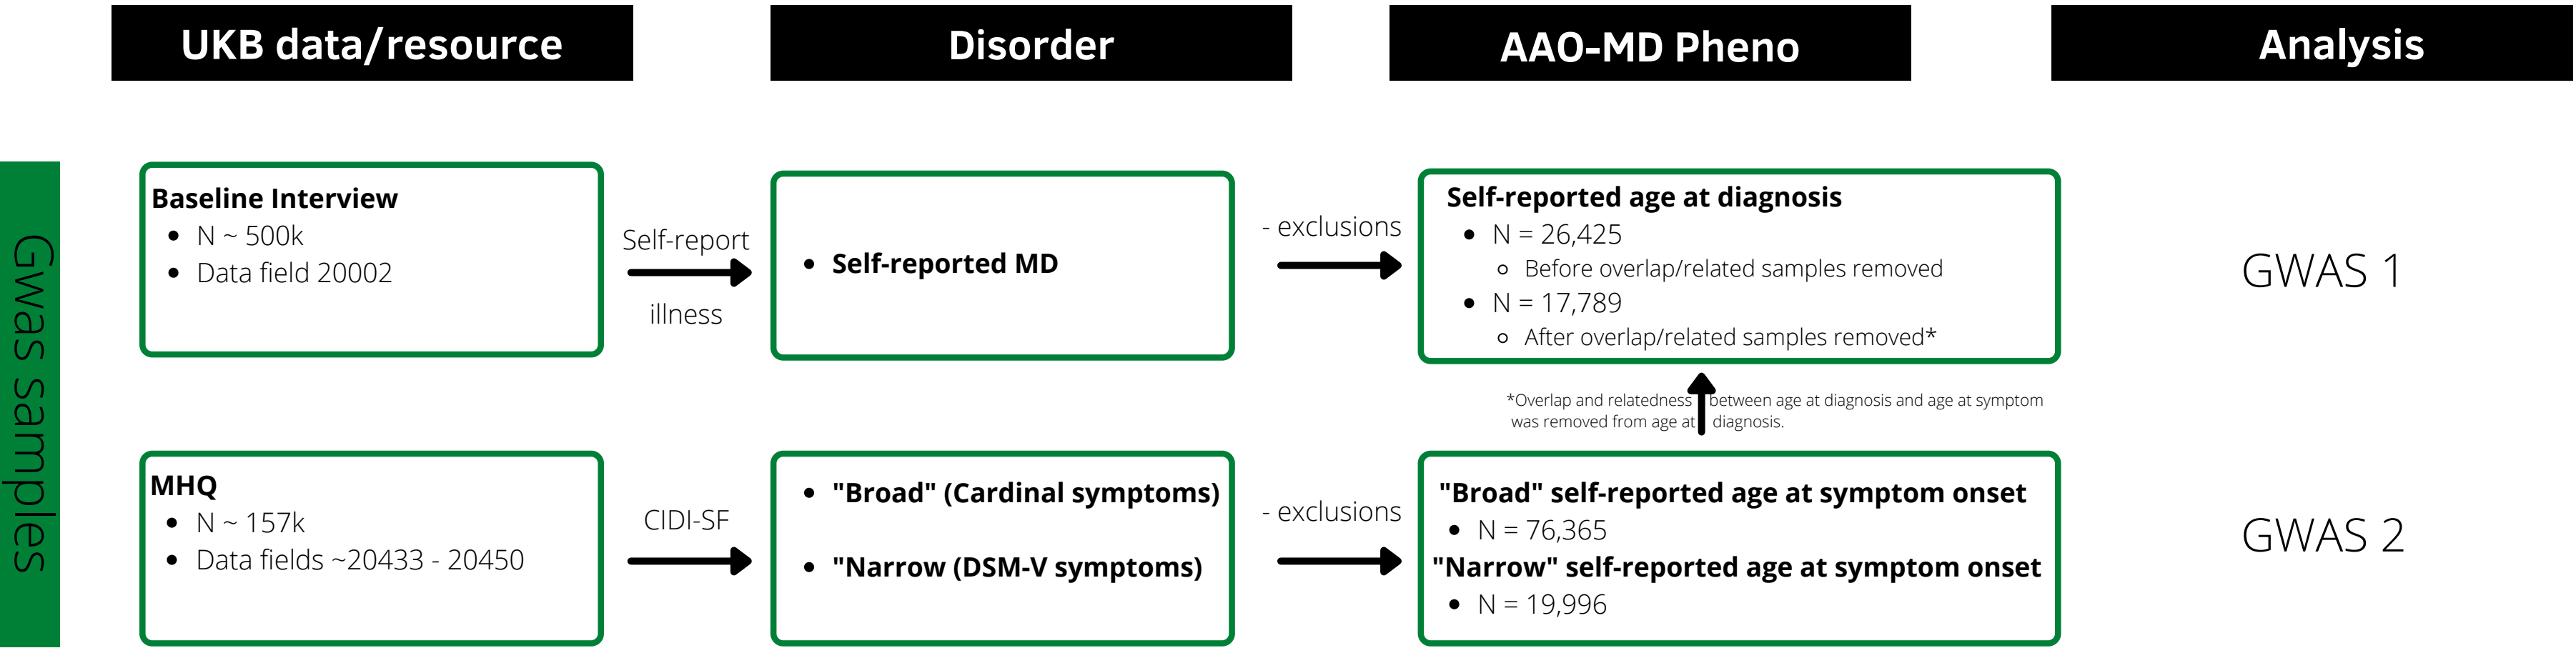 UKB data/resource
Disorder
AAO-MD Pheno
Analysis
Gwas samples
Baseline Interview
• N ~ 500k
• Data field 20002
Self-report
illness
• Self-reported MD
- exclusions
Self-reported age at diagnosis
• N = 26,425
◦ Before overlap/related samples removed
• N = 17,789
◦ After overlap/related samples removed*
GWAS 1
*Overlap and relatedness between age at diagnosis and age at symptom
was removed from age at diagnosis.
MHQ
• N ~ 157k
• Data fields ~20433 - 20450
CIDI-SF
• "Broad" (Cardinal symptoms)
• "Narrow (DSM-V symptoms)
- exclusions
"Broad" self-reported age at symptom onset
• N = 76,365
"Narrow" self-reported age at symptom onset
• N = 19,996
GWAS 2